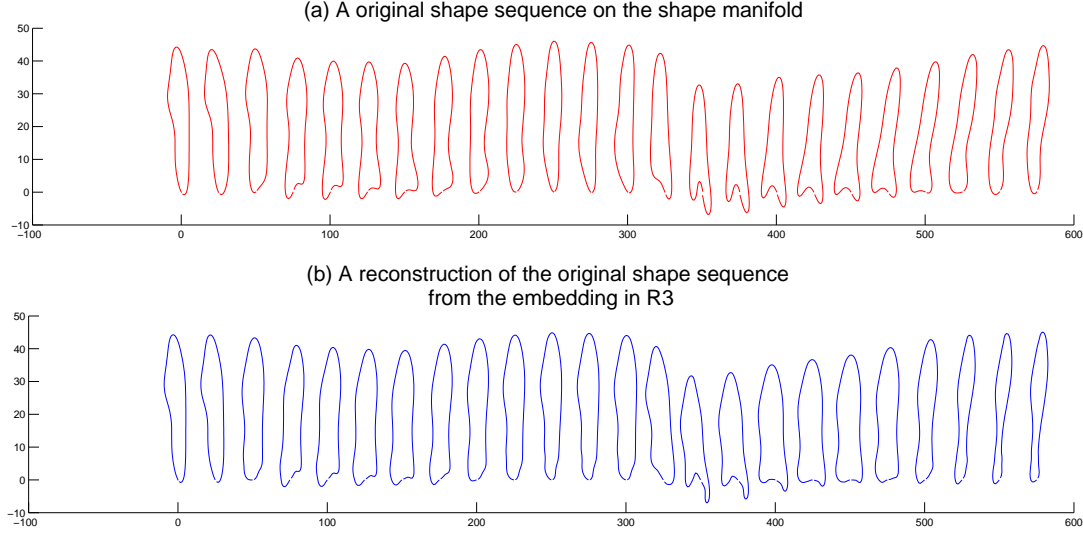 (a) A original shape sequence on the shape manifold
50
40
30
20
10
0
−10
−100 0 100 200 300 400 500 600
(b) A reconstruction of the original shape sequence
from the embedding in R3
50
40
30
20
10
0
−10
−100 0 100 200 300 400 500 600